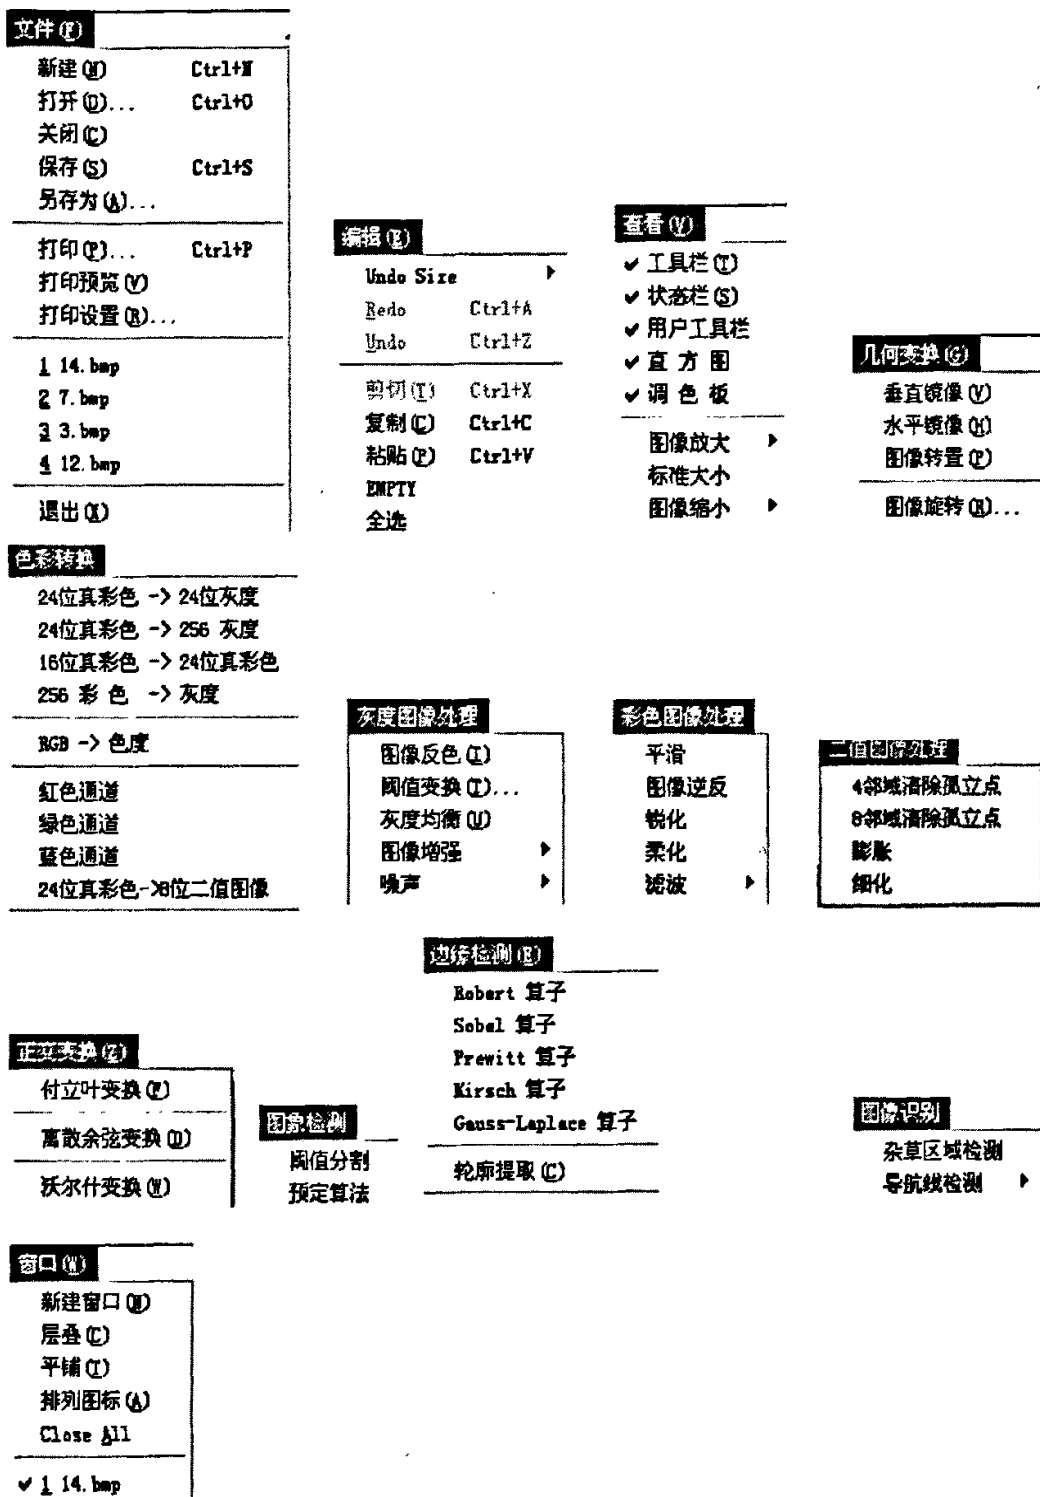 文件(F)
新建(N) Ctrl+N
打开(O)... Ctrl+O
关闭(C)
保存(S) Ctrl+S
另存为(A)...
打印(P)... Ctrl+P
打印预览(V)
打印设置(R)...
1 14.bmp
2 7.bmp
3 3.bmp
4 12.bmp
退出(X)
编辑(E)
Undo Size
Redo Ctrl+A
Undo Ctrl+Z
剪切(T) Ctrl+X
复制(C) Ctrl+C
粘贴(P) Ctrl+V
EMPTY
全选
查看(V)
工具栏(T)
状态栏(S)
用户工具栏
直 方 图
调 色 板
图像放大
标准大小
图像缩小
几何变换(G)
垂直镜像(V)
水平镜像(H)
图像转置(P)
图像旋转(R)...
色彩转换
24位真彩色 -> 24位灰度
24位真彩色 -> 256 灰度
16位真彩色 -> 24位真彩色
256 彩 色 -> 灰度
RGB -> 色度
红色通道
绿色通道
蓝色通道
24位真彩色->8位二值图像
灰度图像处理
图像反色(I)
阈值变换(T)...
灰度均衡(U)
图像增强
噪声
彩色图像处理
平滑
图像逆反
锐化
柔化
滤波
二值图像处理
4邻域消除孤立点
8邻域消除孤立点
膨胀
细化
正交变换(Z)
付立叶变换(F)
离散余弦变换(D)
沃尔什变换(W)
图象检测
阈值分割
预定算法
边缘检测(E)
Robert 算子
Sobel 算子
Prewitt 算子
Kirsch 算子
Gauss-Laplace 算子
轮廓提取(C)
图像识别
杂草区域检测
导航线检测
窗口(W)
新建窗口(N)
层叠(C)
平铺(T)
排列图标(A)
Close All
1 14.bmp